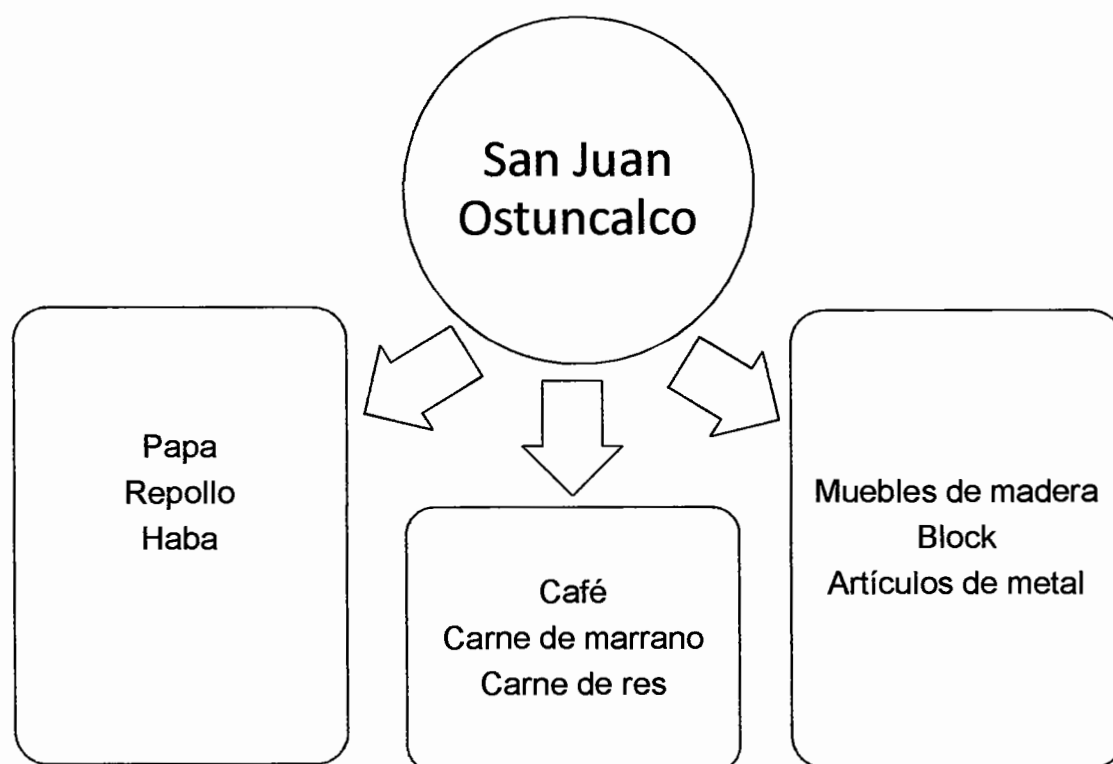 San Juan
Ostuncalco
Papa
Repollo
Haba
Café
Carne de marrano
Carne de res
Muebles de madera
Block
Artículos de metal